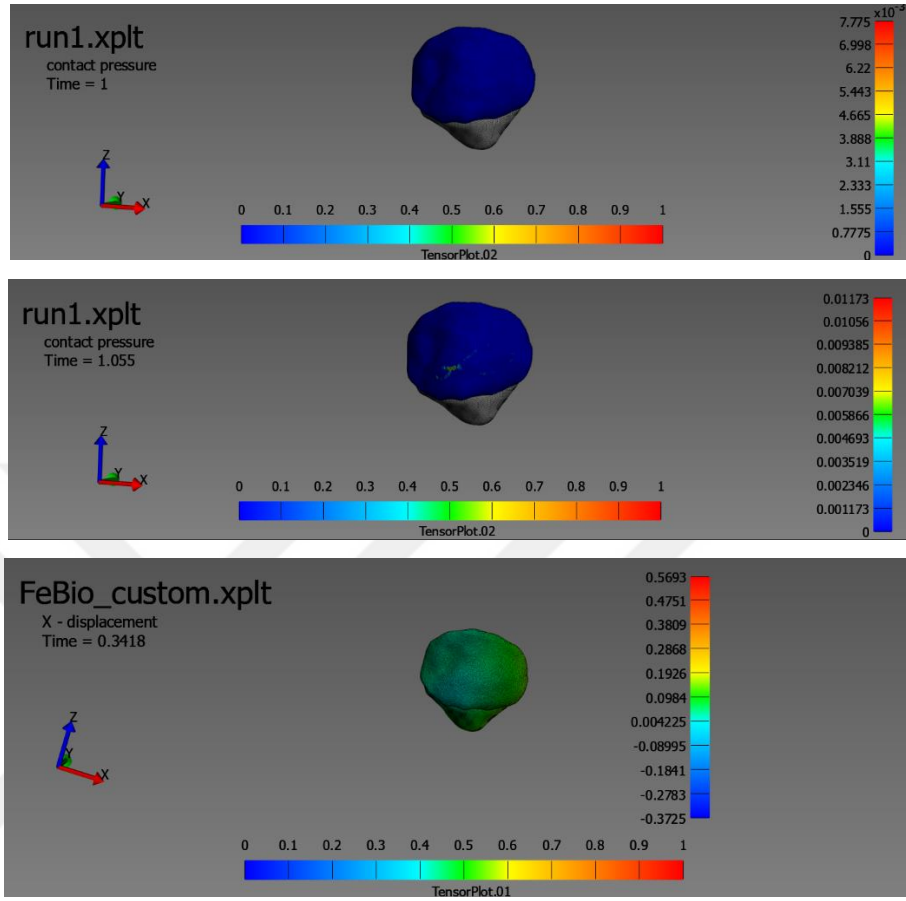 run1.xplt
contact pressure
Time = 1
x10⁻³
7.775
6.998
6.22
5.443
4.665
3.888
3.11
2.333
1.555
0.7775
0
Z
Y
X
0 0.1 0.2 0.3 0.4 0.5 0.6 0.7 0.8 0.9 1
TensorPlot.02
run1.xplt
contact pressure
Time = 1.055
0.01173
0.01056
0.009385
0.008212
0.007039
0.005866
0.004693
0.003519
0.002346
0.001173
0
Z
Y
X
0 0.1 0.2 0.3 0.4 0.5 0.6 0.7 0.8 0.9 1
TensorPlot.02
FeBio_custom.xplt
X - displacement
Time = 0.3418
0.5693
0.4751
0.3809
0.2868
0.1926
0.0984
0.004225
-0.08995
-0.1841
-0.2783
-0.3725
Z
Y
X
0 0.1 0.2 0.3 0.4 0.5 0.6 0.7 0.8 0.9 1
TensorPlot.01